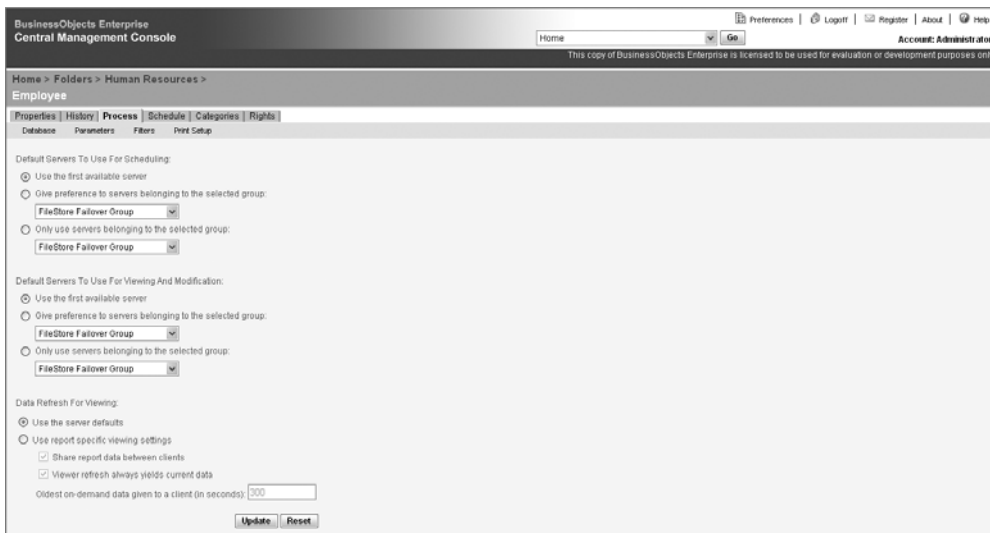 BusinessObjects Enterprise
Central Management Console
Preferences | Logoff | Register | About | Help
Home Go
Account: Administrator
This copy of BusinessObjects Enterprise is licensed to be used for evaluation or development purposes onl
Home > Folders > Human Resources >
Employee
Properties | History | Process | Schedule | Categories | Rights |
Database Parameters Filters Print Setup
Default Servers To Use For Scheduling:
Use the first available server
Give preference to servers belonging to the selected group:
FileStore Failover Group
Only use servers belonging to the selected group:
FileStore Failover Group
Default Servers To Use For Viewing And Modification:
Use the first available server
Give preference to servers belonging to the selected group:
FileStore Failover Group
Only use servers belonging to the selected group:
FileStore Failover Group
Data Refresh For Viewing:
Use the server defaults
Use report specific viewing settings
Share report data between clients
Viewer refresh always yields current data
Oldest on-demand data given to a client (in seconds): 300
Update Reset